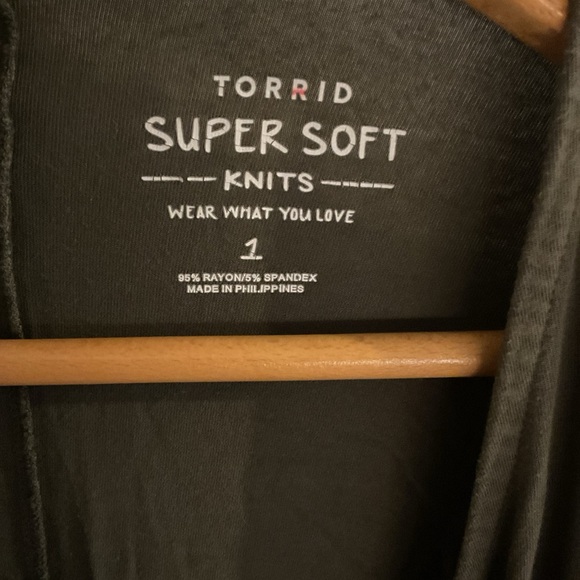 TORRID
SUPER SOFT
--- KNITS ----
WEAR WHAT YOU LOVE
1
95% RAYON/5% SPANDEX
MADE IN PHILIPPINES